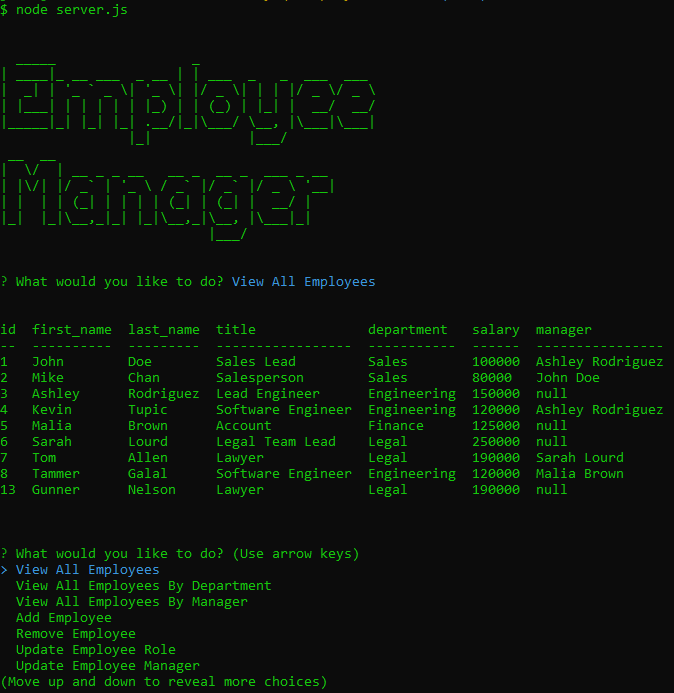 $ node server.js
Employee
Manager
? What would you like to do? View All Employees
id  first_name  last_name  title              department   salary  manager
--  ----------  ---------  -----------------  -----------  ------  ----------------
1   John        Doe        Sales Lead         Sales        100000  Ashley Rodriguez
2   Mike        Chan       Salesperson        Sales        80000   John Doe
3   Ashley      Rodriguez  Lead Engineer      Engineering  150000  null
4   Kevin       Tupic      Software Engineer  Engineering  120000  Ashley Rodriguez
5   Malia       Brown      Account            Finance      125000  null
6   Sarah       Lourd      Legal Team Lead    Legal        250000  null
7   Tom         Allen      Lawyer             Legal        190000  Sarah Lourd
8   Tammer      Galal      Software Engineer  Engineering  120000  Malia Brown
13  Gunner      Nelson     Lawyer             Legal        190000  null
? What would you like to do? (Use arrow keys)
> View All Employees
  View All Employees By Department
  View All Employees By Manager
  Add Employee
  Remove Employee
  Update Employee Role
  Update Employee Manager
(Move up and down to reveal more choices)